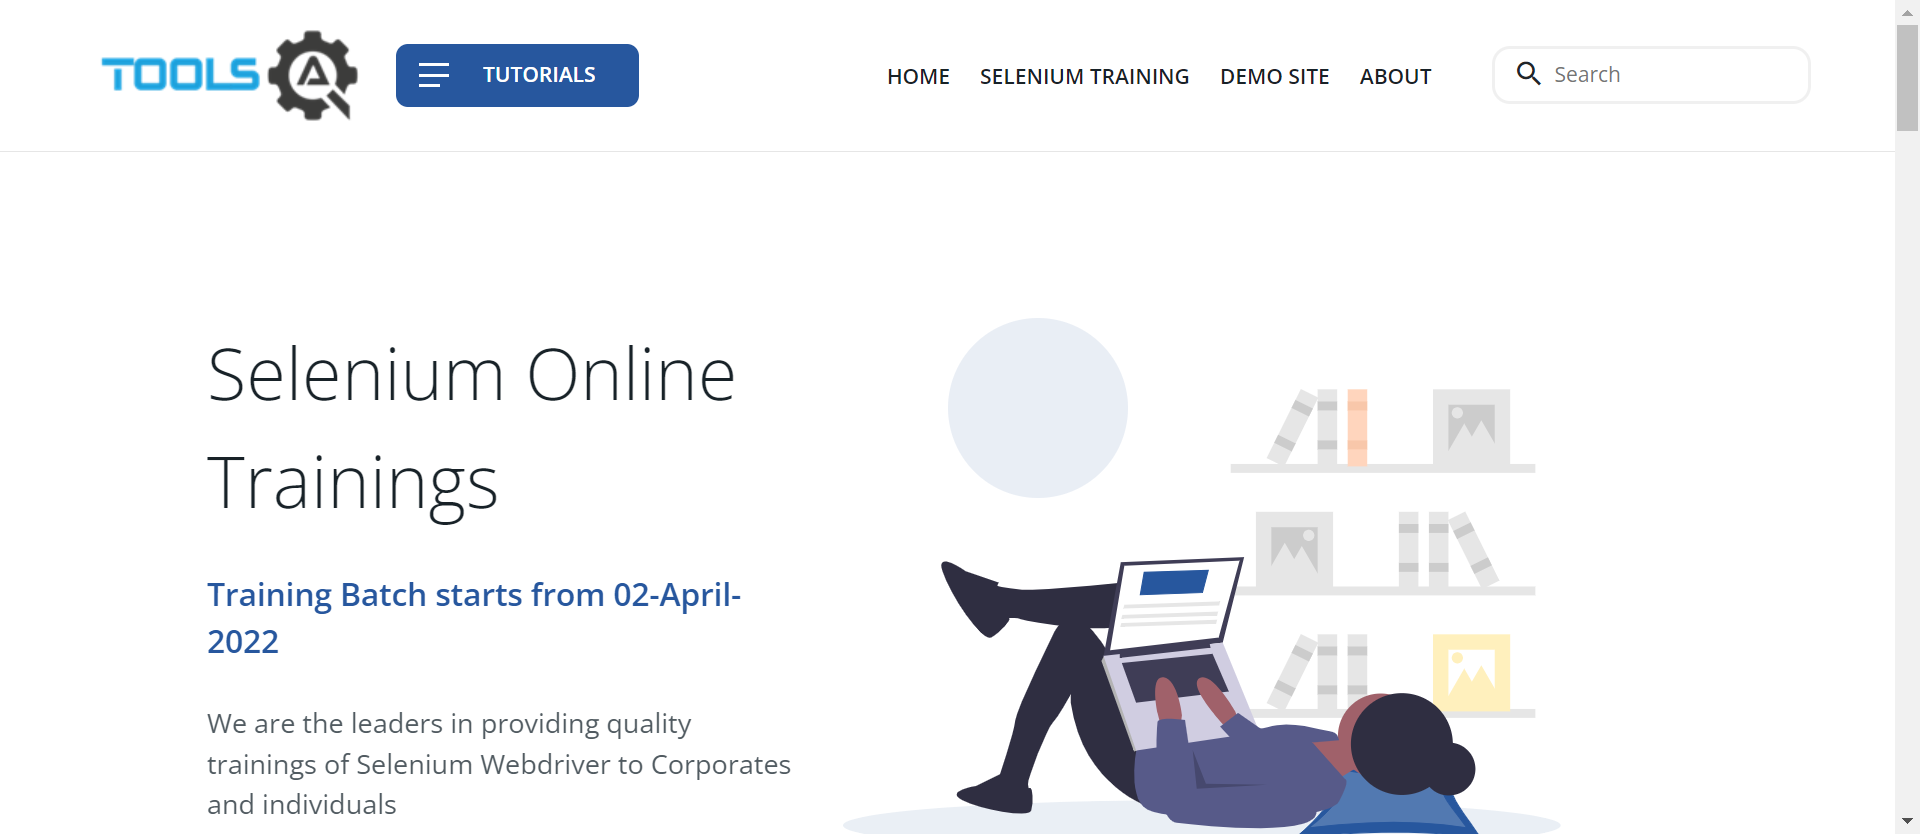 TOOLS QA
TUTORIALS
HOME SELENIUM TRAINING DEMO SITE ABOUT
Search
Selenium Online
Trainings
Training Batch starts from 02-April-
2022
We are the leaders in providing quality
trainings of Selenium Webdriver to Corporates
and individuals